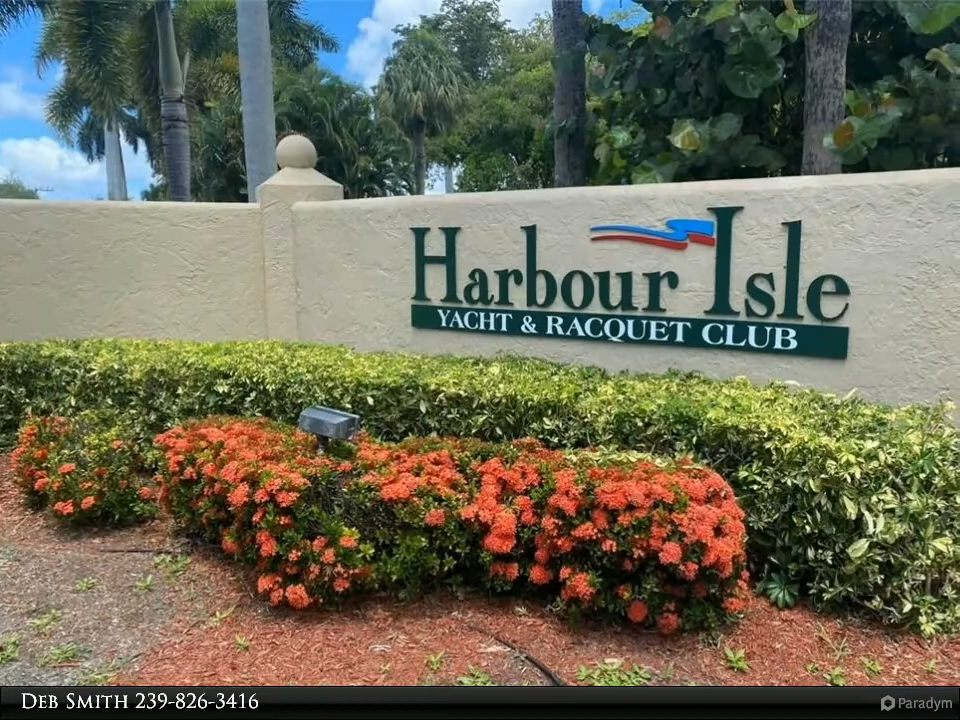 Harbour Isle
YACHT & RACQUET CLUB
DEB SMITH 239-826-3416
Paradym